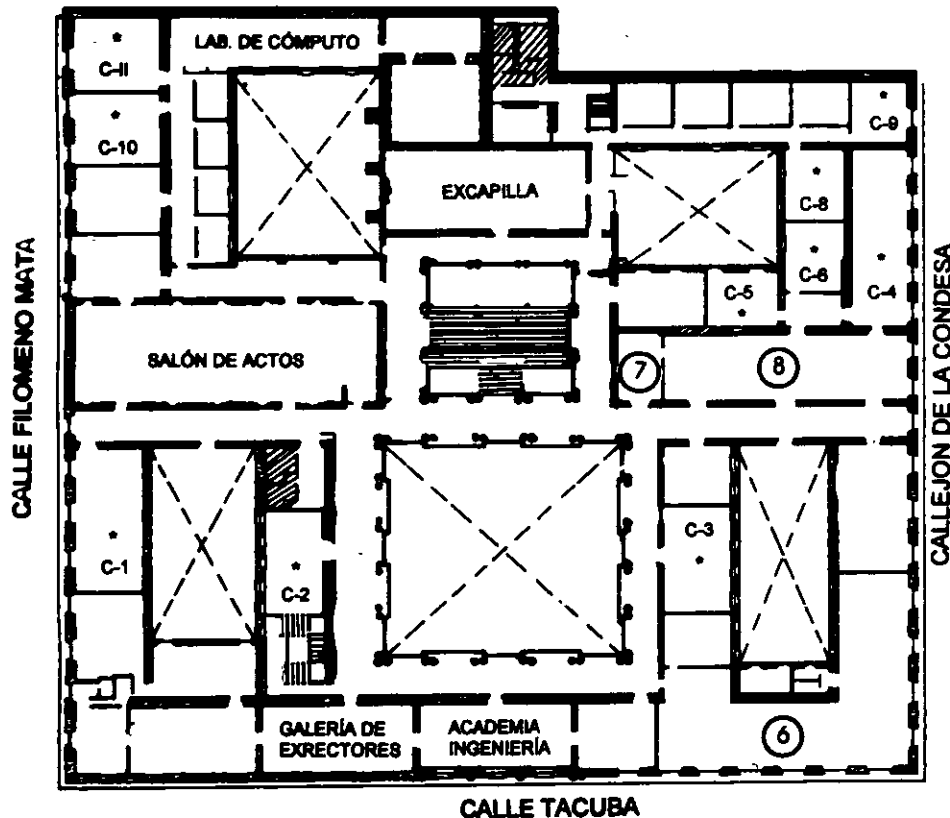 LAB. DE CÓMPUTO
*
C-11
*
C-10
*
C-9
EXCAPILLA
*
C-8
C-6
*
C-5
*
C-4
*
SALÓN DE ACTOS
7
8
CALLE FILOMENO MATA
CALLEJON DE LA CONDESA
*
C-1
*
C-2
C-3
*
GALERÍA DE
EXRECTORES
ACADEMIA
INGENIERÍA
6
CALLE TACUBA